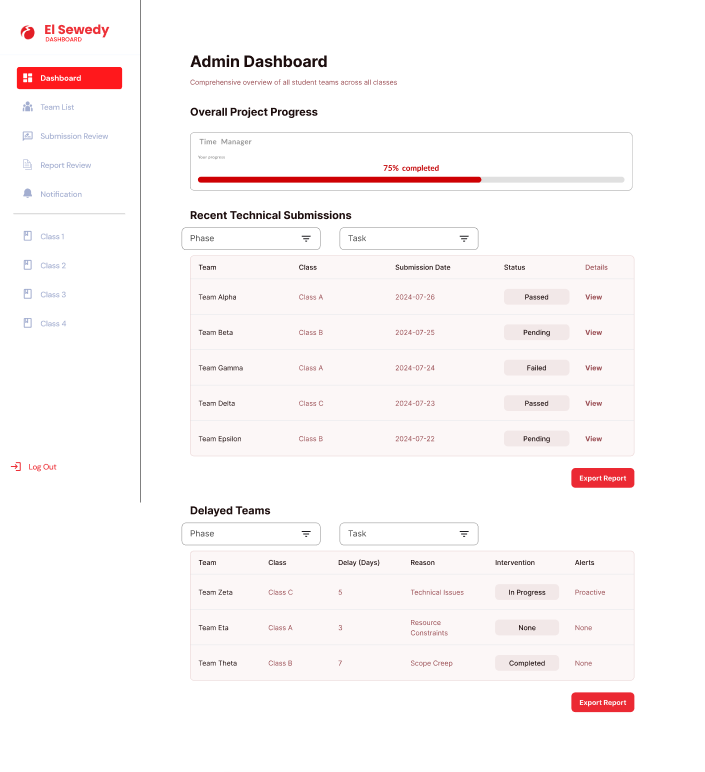 El Sewedy
DASHBOARD
Dashboard
Team List
Submission Review
Report Review
Notification
Class 1
Class 2
Class 3
Class 4
Log Out
Admin Dashboard
Comprehensive overview of all student teams across all classes
Overall Project Progress
Time Manager
Your progress
75% completed
Recent Technical Submissions
Phase Task
Team Class Submission Date Status Details
Team Alpha Class A 2024-07-26 Passed View
Team Beta Class B 2024-07-25 Pending View
Team Gamma Class A 2024-07-24 Failed View
Team Delta Class C 2024-07-23 Passed View
Team Epsilon Class B 2024-07-22 Pending View
Export Report
Delayed Teams
Phase Task
Team Class Delay (Days) Reason Intervention Alerts
Team Zeta Class C 5 Technical Issues In Progress Proactive
Team Eta Class A 3 Resource Constraints None None
Team Theta Class B 7 Scope Creep Completed None
Export Report